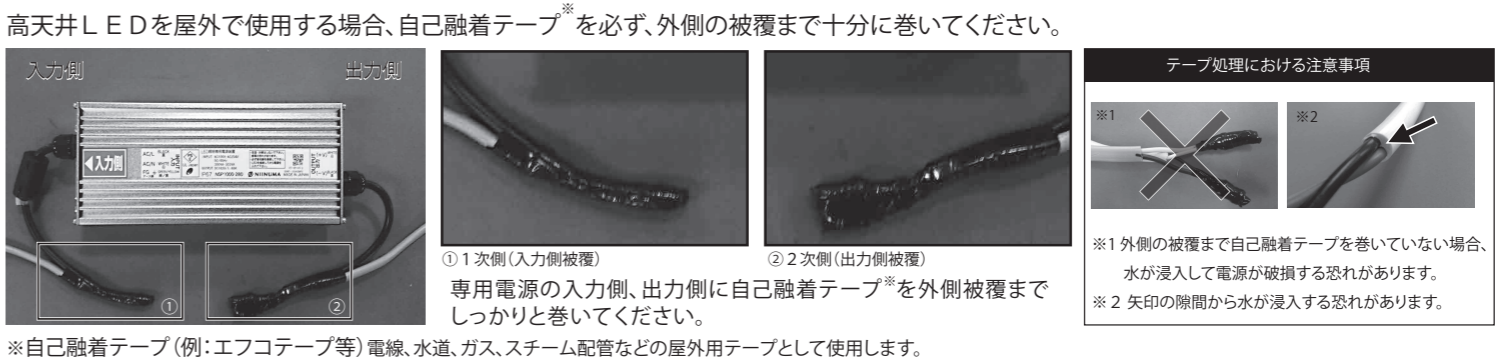 高天井ＬＥＤを屋外で使用する場合、自己融着テープ※を必ず、外側の被覆まで十分に巻いてください。
入力側
出力側
◀入力側
NIINUMA
①
②
①１次側（入力側被覆）
②２次側（出力側被覆）
専用電源の入力側、出力側に自己融着テープ※を外側被覆まで
しっかりと巻いてください。
テープ処理における注意事項
※1
※2
※1 外側の被覆まで自己融着テープを巻いていない場合、
水が浸入して電源が破損する恐れがあります。
※２ 矢印の隙間から水が浸入する恐れがあります。
※自己融着テープ（例：エフコテープ等）電線、水道、ガス、スチーム配管などの屋外用テープとして使用します。